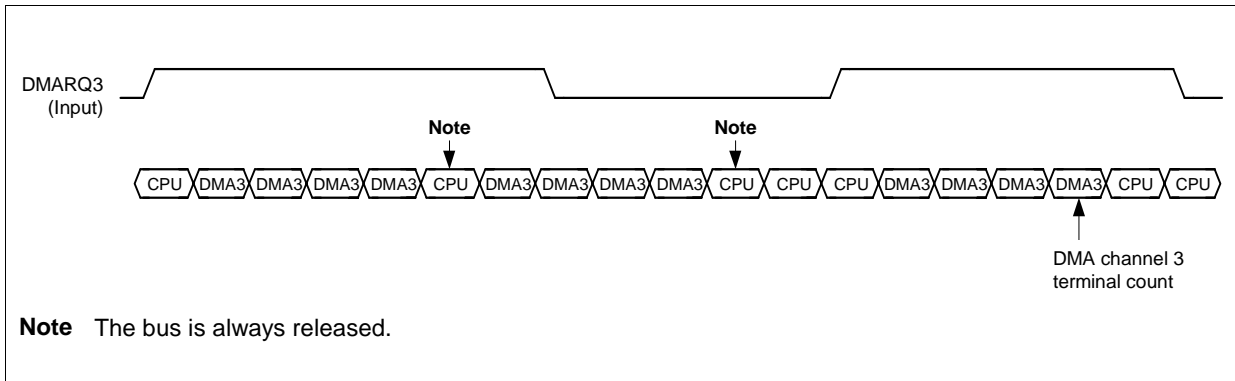 DMARQ3
(Input)
Note Note
CPU DMA3 DMA3 DMA3 DMA3 CPU DMA3 DMA3 DMA3 DMA3 CPU CPU CPU DMA3 DMA3 DMA3 DMA3 CPU CPU
DMA channel 3
terminal count
Note The bus is always released.